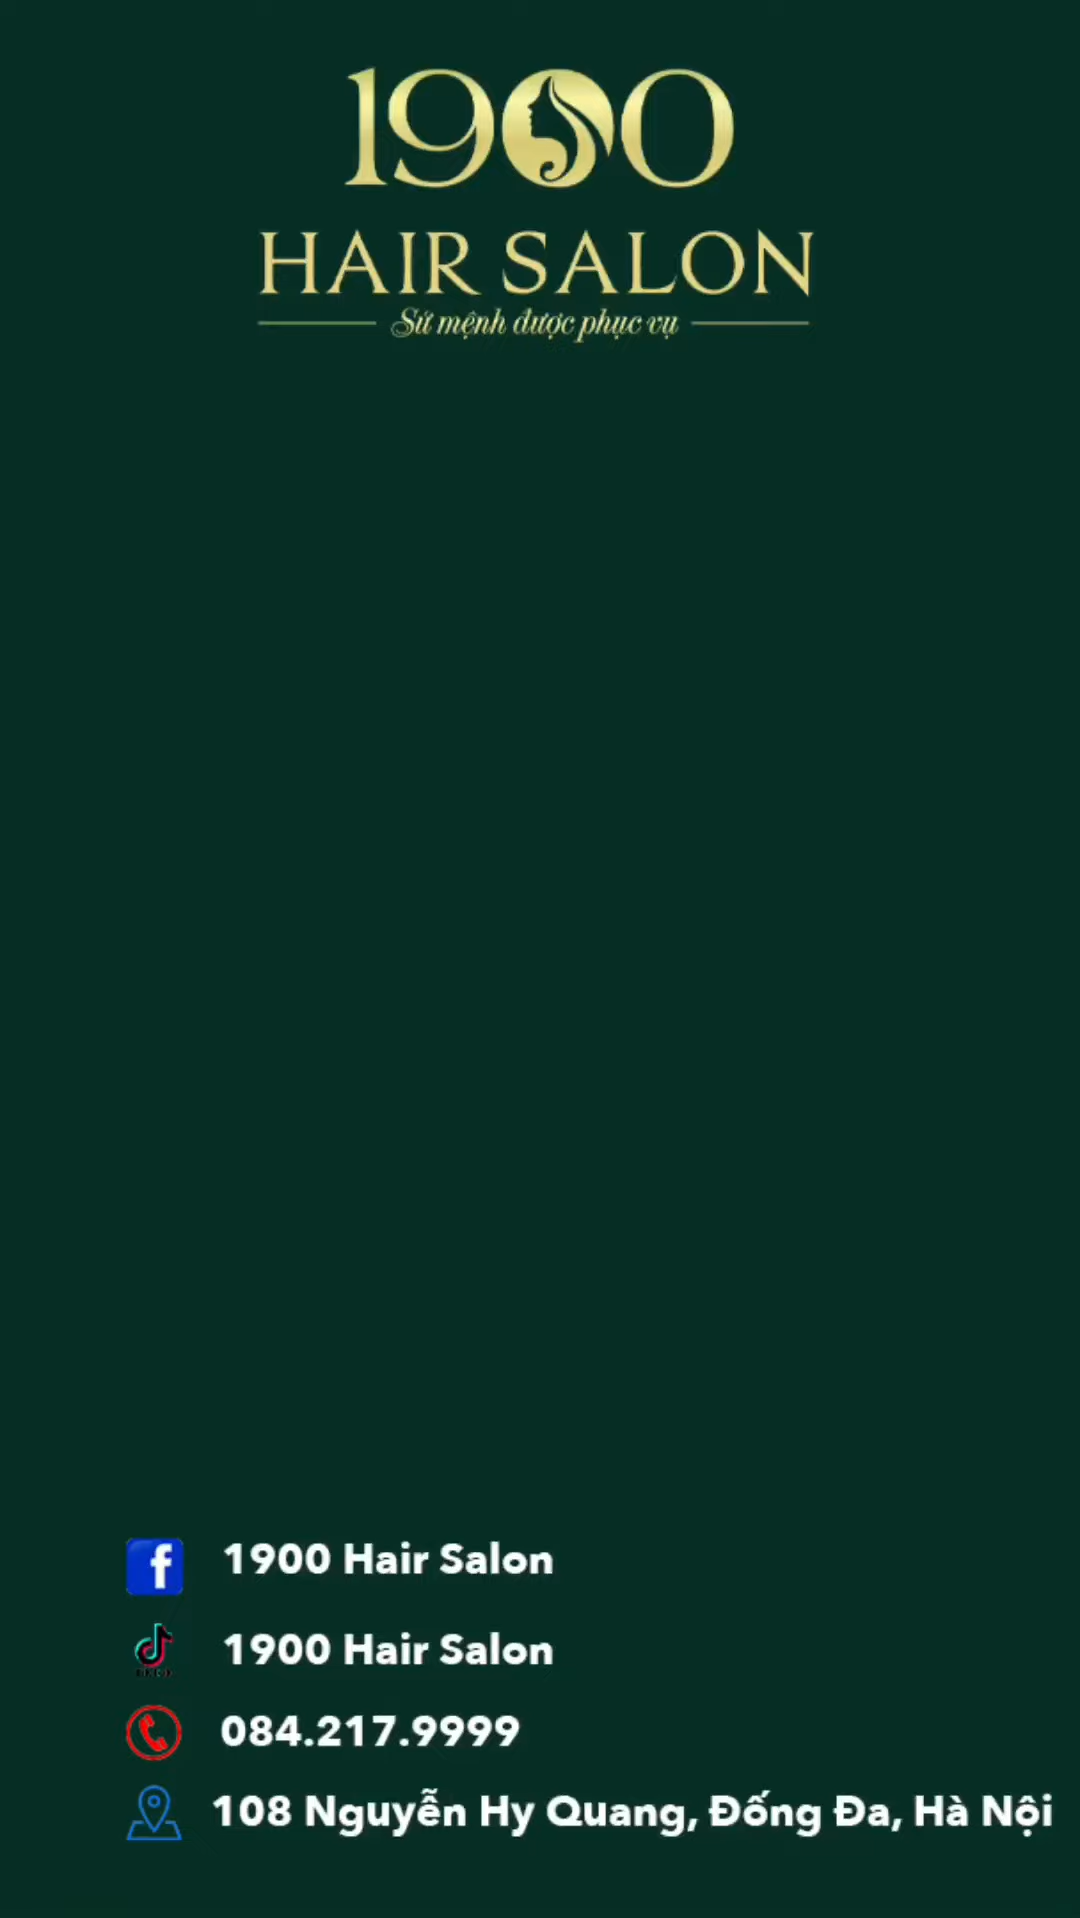 1900
HAIR SALON
Sứ mệnh được phục vụ
1900 Hair Salon
1900 Hair Salon
084.217.9999
108 Nguyễn Hy Quang, Đống Đa, Hà Nội